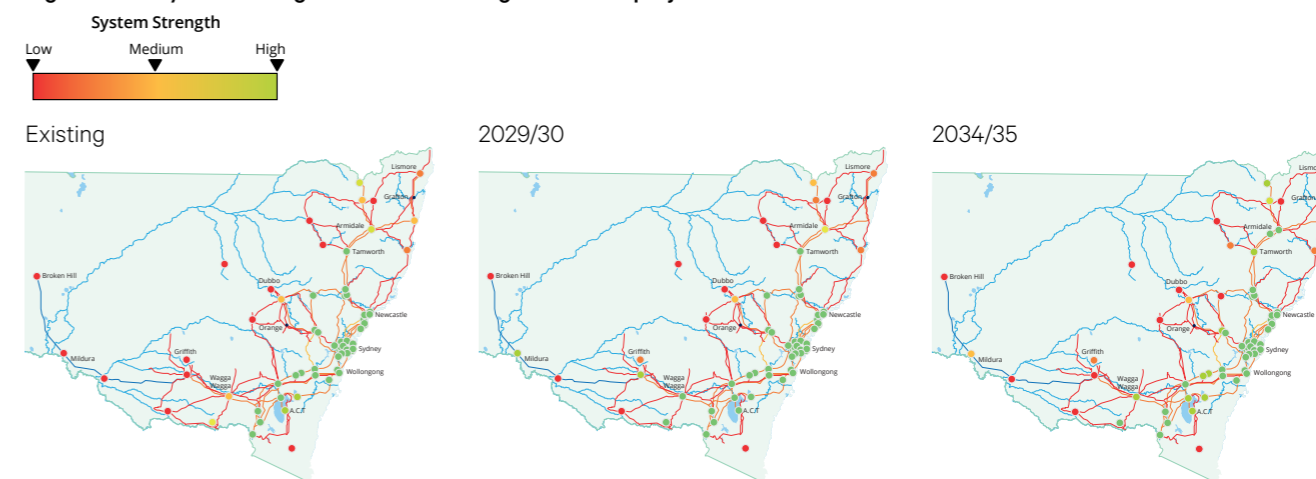 System Strength
Low Medium High
Existing
2029/30
2034/35
Lismore
Grafton
Armidale
Tamworth
Broken Hill
Dubbo
Newcastle
Orange
Sydney
Mildura
Griffith
Wollongong
Wagga
Wagga
A.C.T
Lismore
Grafton
Armidale
Tamworth
Broken Hill
Dubbo
Newcastle
Orange
Sydney
Mildura
Griffith
Wollongong
Wagga
Wagga
A.C.T
Grafton
Armidale
Tamworth
Broken Hill
Dubbo
Newcastle
Orange
Sydney
Mildura
Griffith
Wollongong
Wagga
Wagga
A.C.T